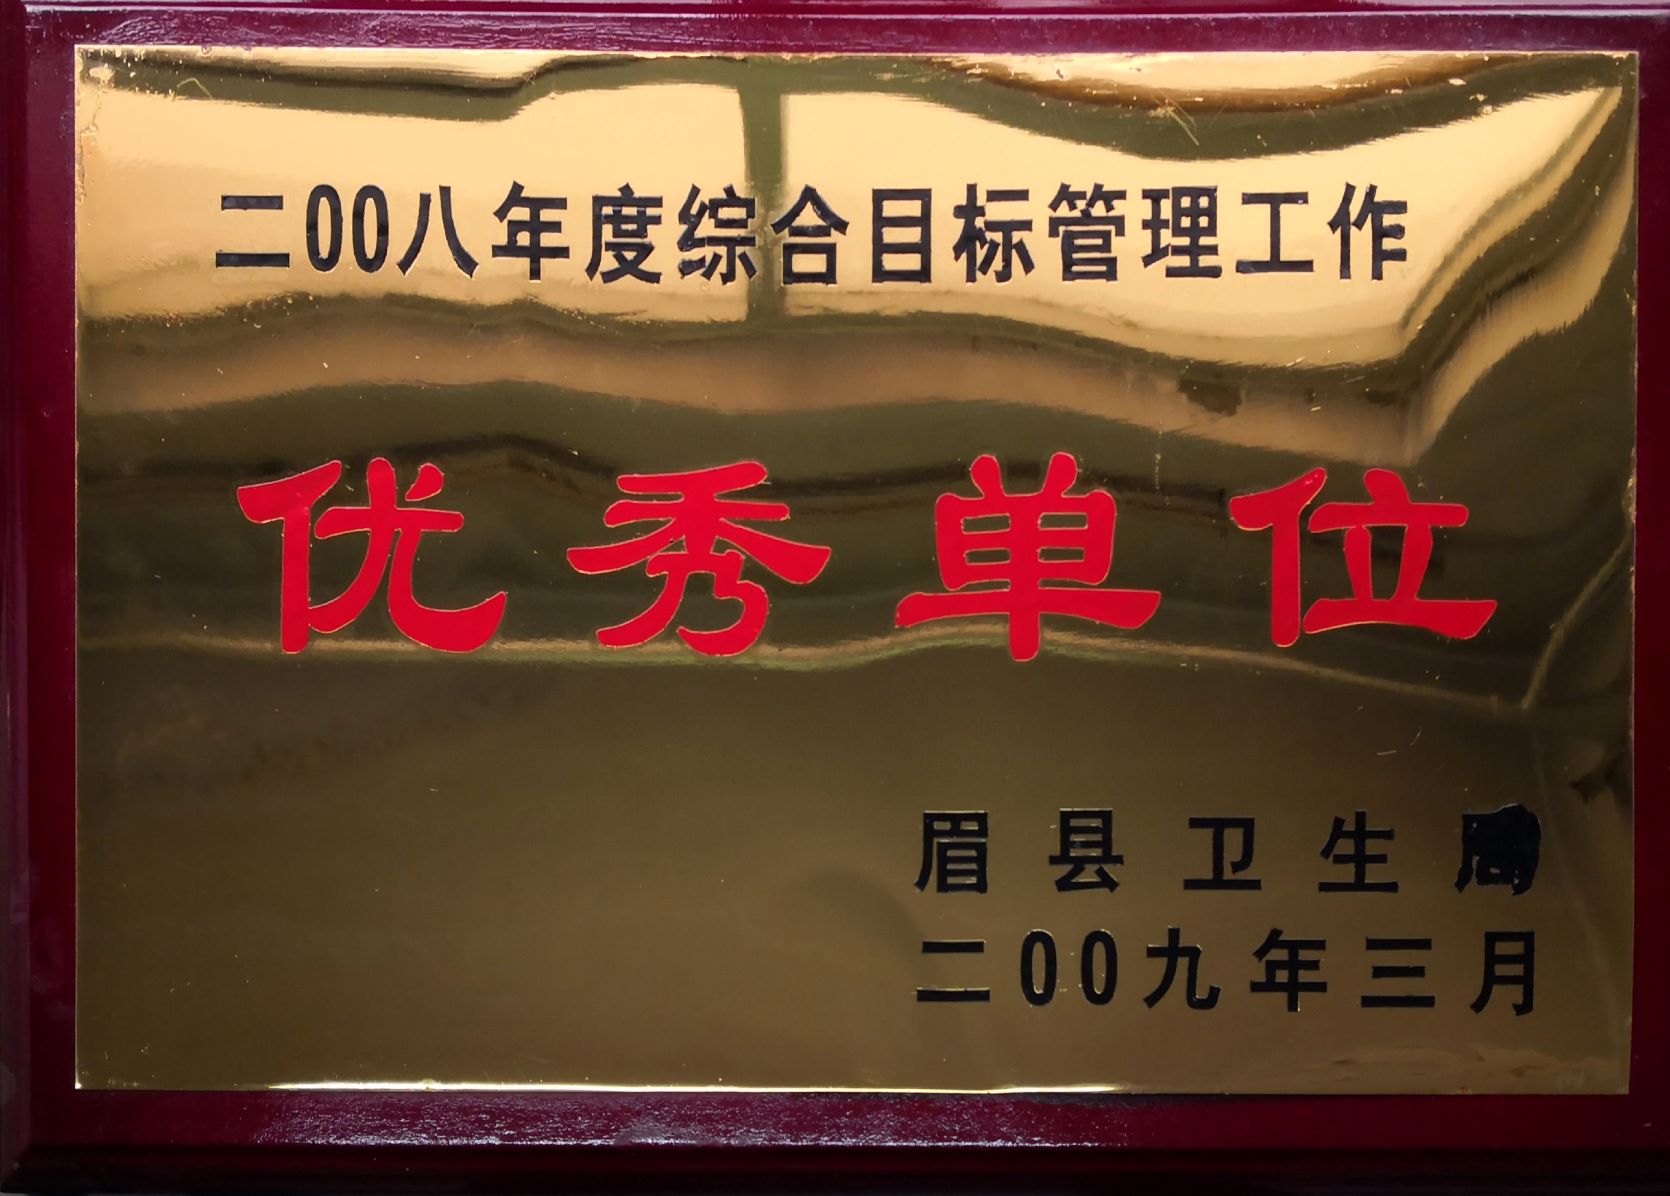 二00八年度综合目标管理工作
优秀单位
眉县卫生局
二00九年三月